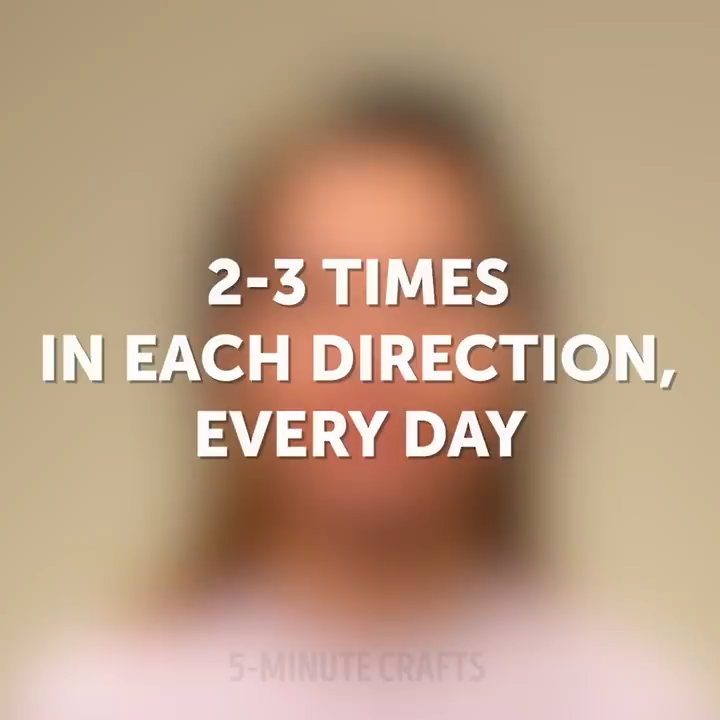 2-3 TIMES
IN EACH DIRECTION,
EVERY DAY
5-MINUTE CRAFTS